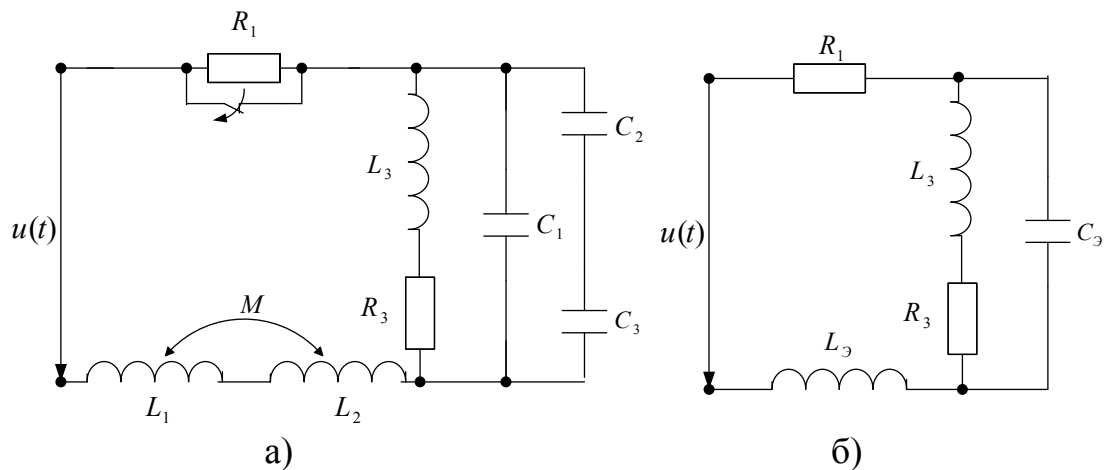 R₁
L₃
C₂
C₁
u(t)
M
R₃
C₃
L₁
L₂
а)
R₁
L₃
u(t)
Cэ
R₃
Lэ
б)